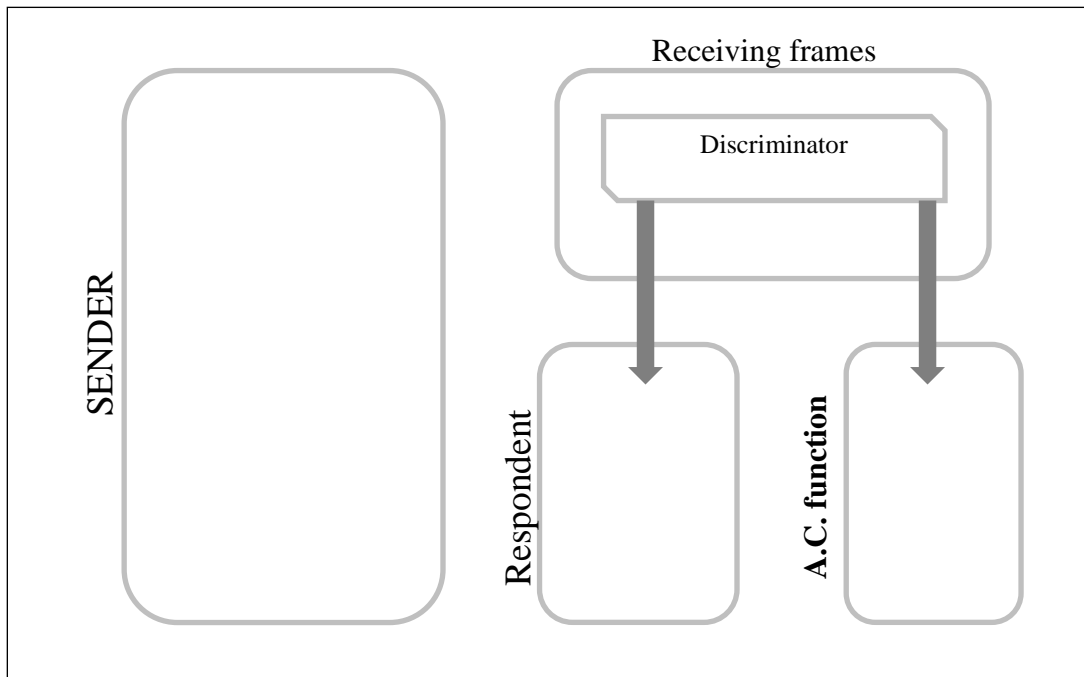 Receiving frames
Discriminator
SENDER
Respondent
A.C. function